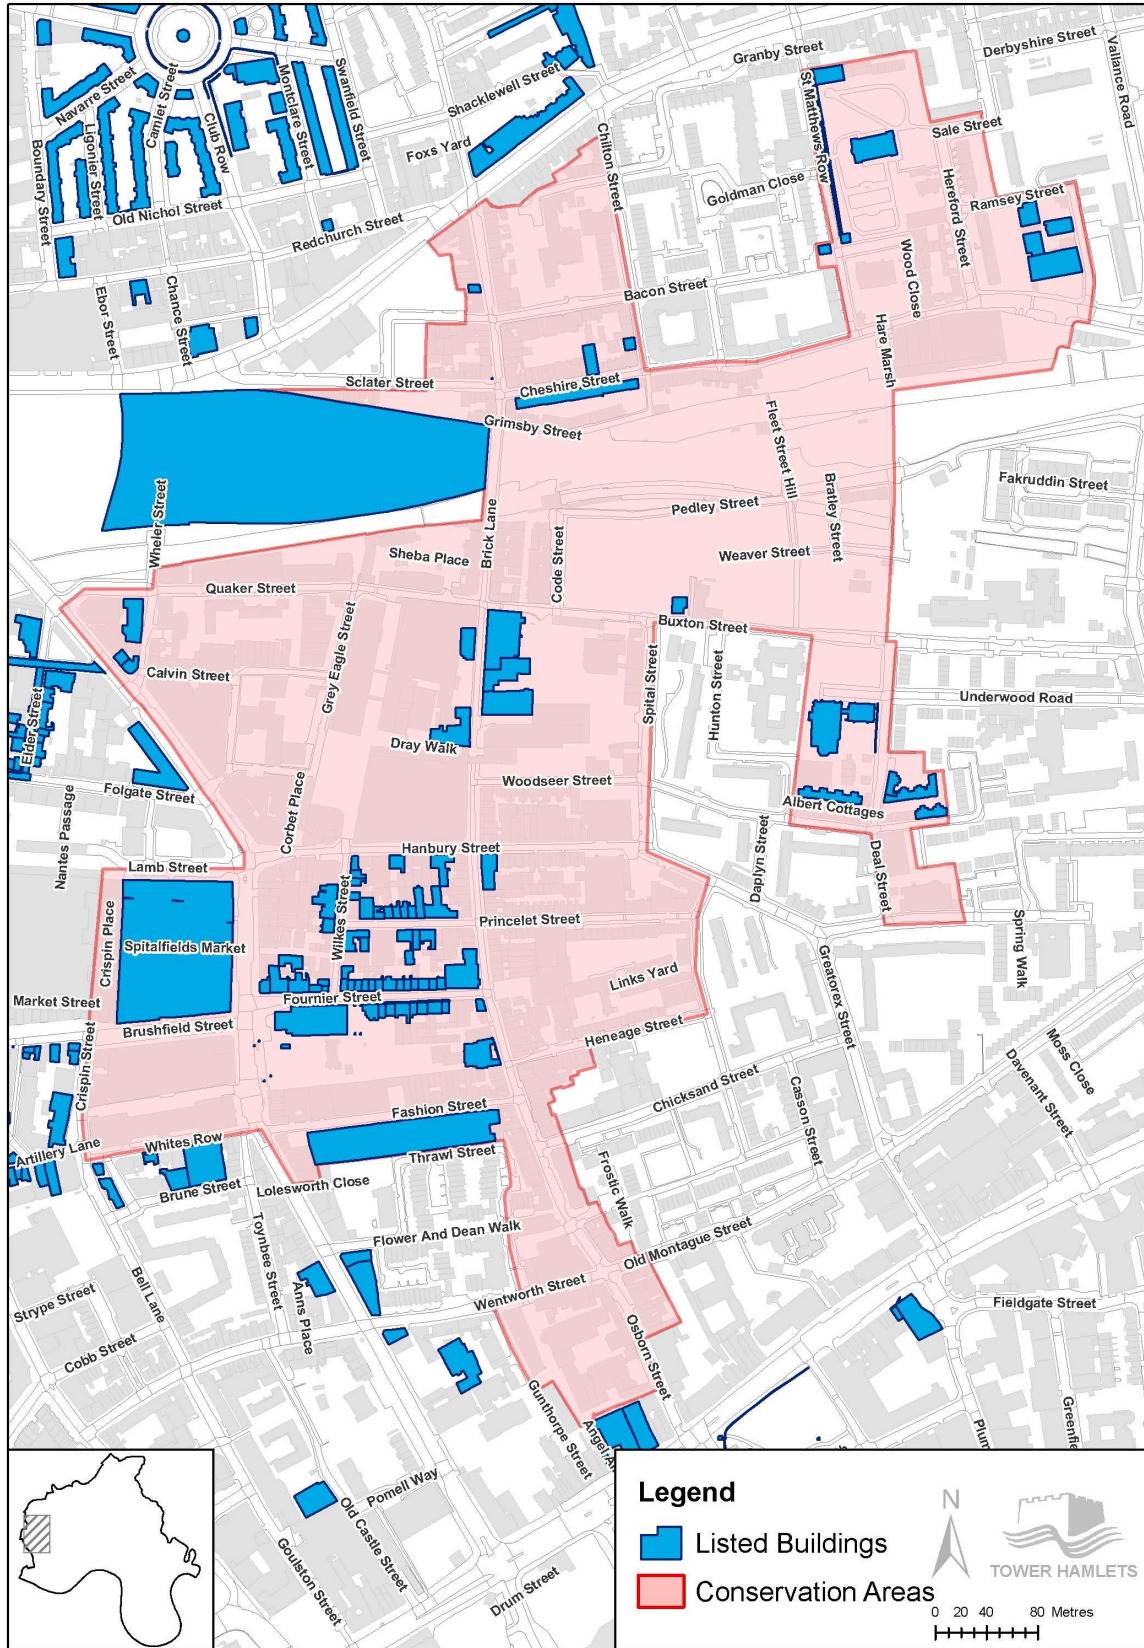 Granby Street
Derbyshire Street
Vallance Road
Shacklewell Street
Swanfield Street
Montclare Street
Navarre Street
Camlet Street
Club Row
Ligonier Street
Boundary Street
Foxs Yard
Chilton Street
St Matthews Row
Sale Street
Goldman Close
Hereford Street
Ramsey Street
Old Nichol Street
Redchurch Street
Wood Close
Bacon Street
Ebor Street
Chance Street
Hare Marsh
Sclater Street
Cheshire Street
Grimsby Street
Fleet Street Hill
Bratley Street
Fakruddin Street
Pedley Street
Wheler Street
Brick Lane
Code Street
Sheba Place
Weaver Street
Quaker Street
Buxton Street
Grey Eagle Street
Calvin Street
Spital Street
Hunton Street
Underwood Road
Elder Street
Dray Walk
Woodseer Street
Folgate Street
Corbet Place
Albert Cottages
Nantes Passage
Hanbury Street
Daplyn Street
Deal Street
Lamb Street
Wilkes Street
Princelet Street
Crispin Place
Spitalfields Market
Spring Walk
Greatorex Street
Links Yard
Market Street
Fournier Street
Brushfield Street
Heneage Street
Crispin Street
Moss Close
Davenant Street
Chicksand Street
Casson Street
Fashion Street
Whites Row
Artillery Lane
Thrawl Street
Frostic Walk
Brune Street
Lolesworth Close
Flower And Dean Walk
Old Montague Street
Toynbee Street
Bell Lane
Anns Place
Wentworth Street
Strype Street
Fieldgate Street
Cobb Street
Osborn Street
Gunthorpe Street
Plum
Greenfie
Pomell Way
Old Castle Street
Goulston Street
Drum Street
Legend
Listed Buildings
Conservation Areas
N
TOWER HAMLETS
0 20 40 80 Metres